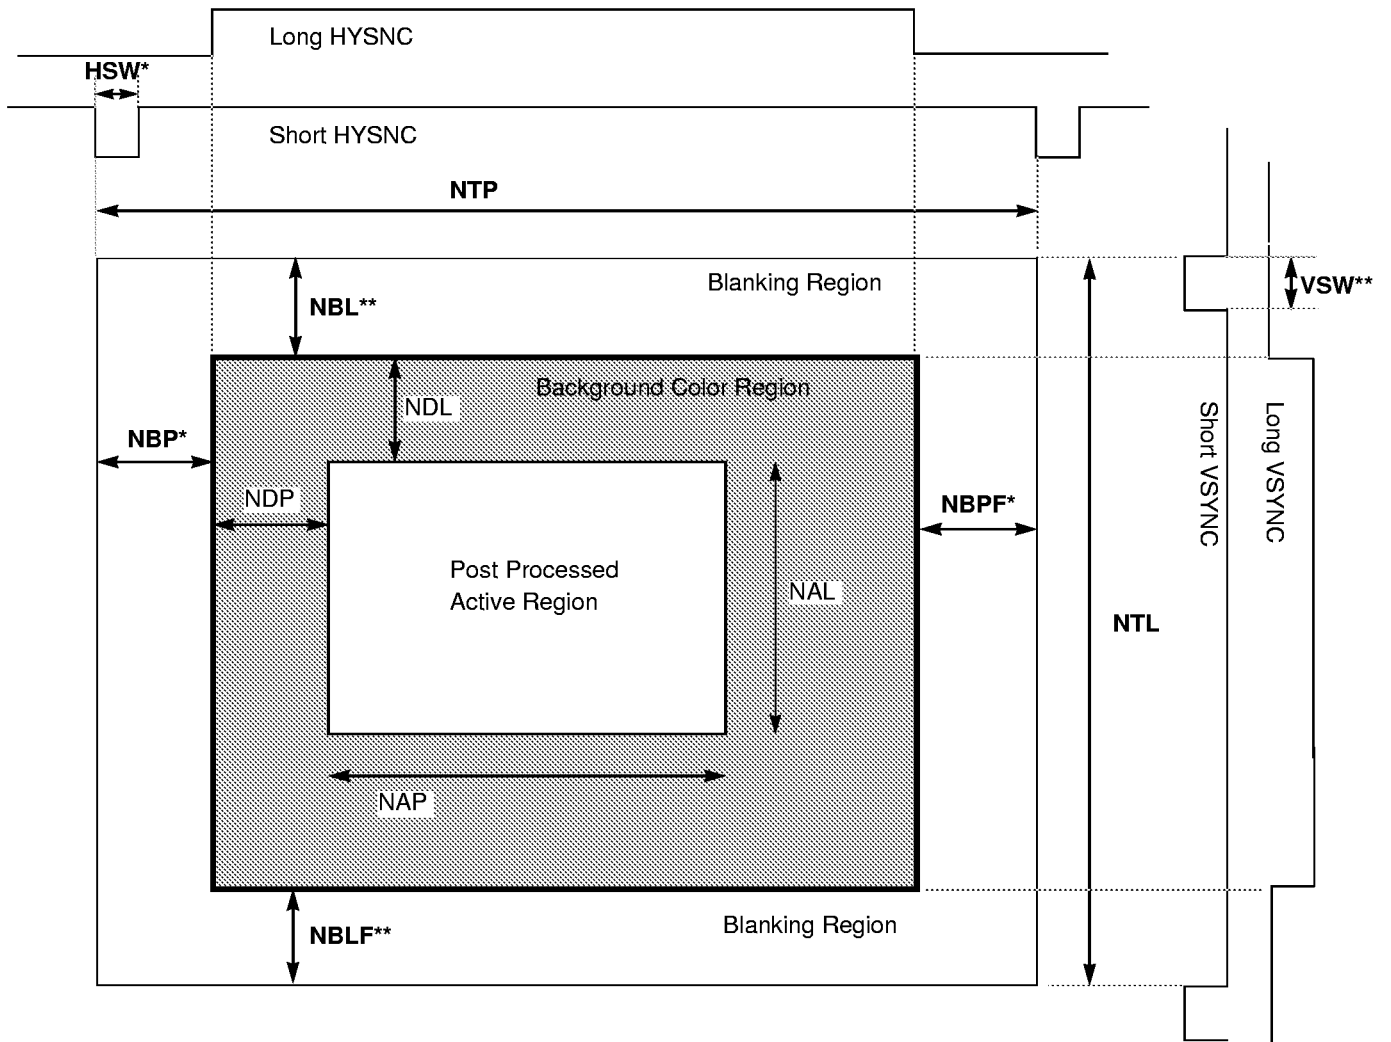 Long HYSNC
HSW*
Short HYSNC
NTP
Blanking Region
VSW**
NBL**
Background Color Region
NDL
NBP*
Short VSYNC
Long VSYNC
NDP
NBPF*
Post Processed
Active Region
NAL
NTL
NAP
Blanking Region
NBLF**